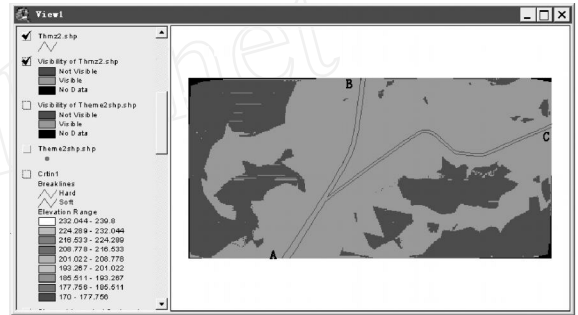 View1
Thmz2.shp
Visibility of Thmz2.shp
Not Visible
Visible
No Data
Visibility of Theme2shp.shp
Not Visible
Visible
No Data
Theme2shp.shp
Crtin1
Breaklines
Hard
Soft
Elevation Range
232.044 - 239.8
224.289 - 232.044
216.533 - 224.289
208.778 - 216.533
201.022 - 208.778
193.267 - 201.022
185.511 - 193.267
177.756 - 185.511
170 - 177.756
B
C
A